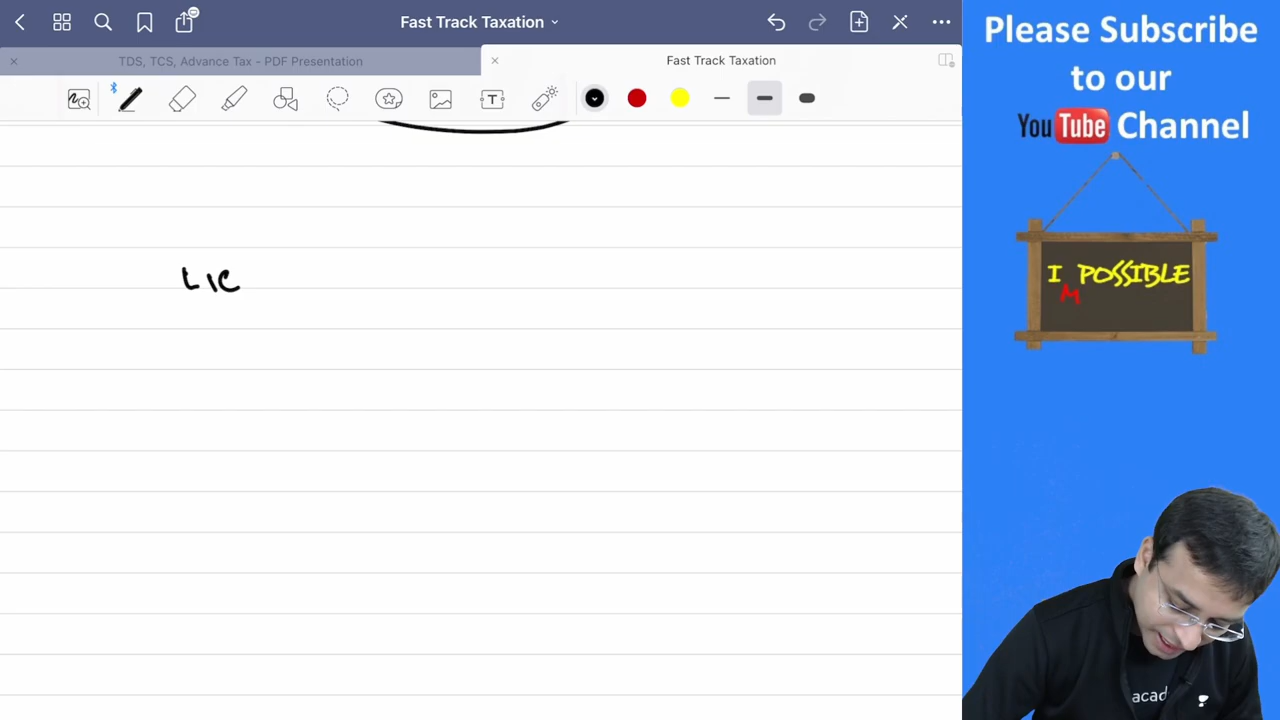 Fast Track Taxation
TDS, TCS, Advance Tax - PDF Presentation
Fast Track Taxation
T
LIC
Please Subscribe
to our
YouTube Channel
I POSSIBLE
M
acad